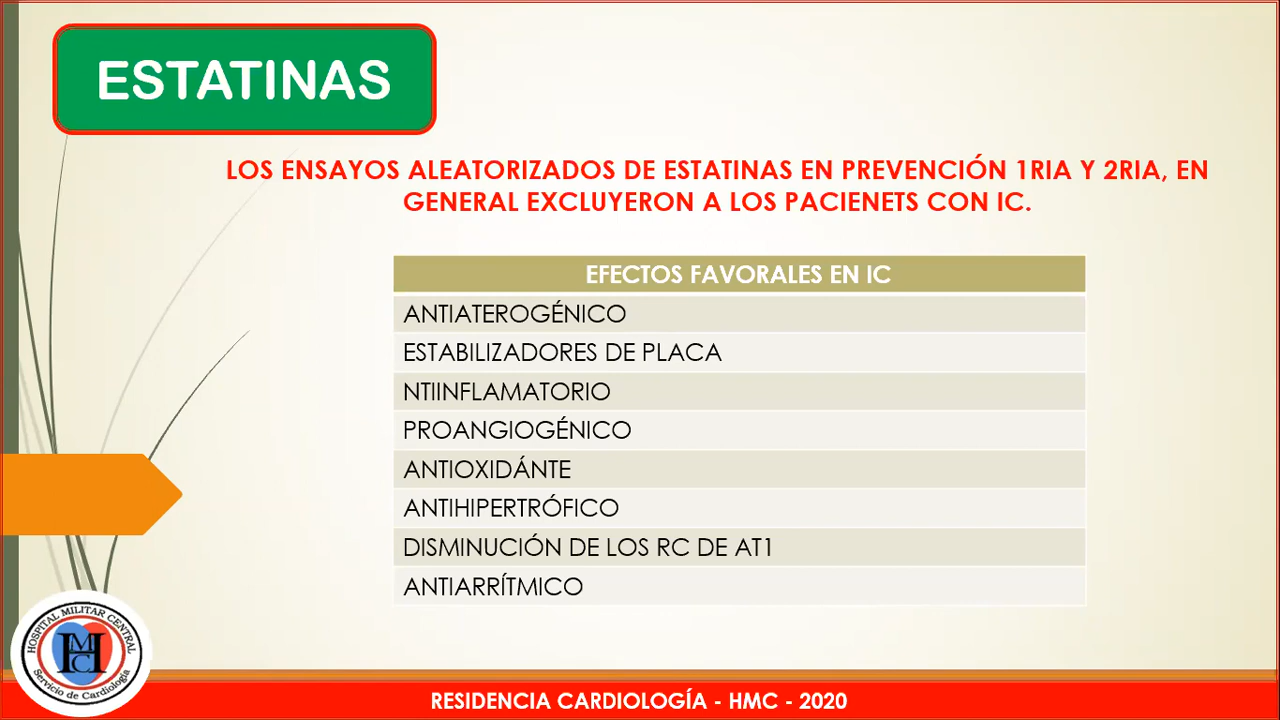 ESTATINAS
LOS ENSAYOS ALEATORIZADOS DE ESTATINAS EN PREVENCIÓN 1RIA Y 2RIA, EN
GENERAL EXCLUYERON A LOS PACIENETS CON IC.
EFECTOS FAVORALES EN IC
ANTIATEROGÉNICO
ESTABILIZADORES DE PLACA
NTIINFLAMATORIO
PROANGIOGÉNICO
ANTIOXIDÁNTE
ANTIHIPERTRÓFICO
DISMINUCIÓN DE LOS RC DE AT1
ANTIARRÍTMICO
HOSPITAL MILITAR CENTRAL
HMC
Servicio de Cardiología
RESIDENCIA CARDIOLOGÍA - HMC - 2020